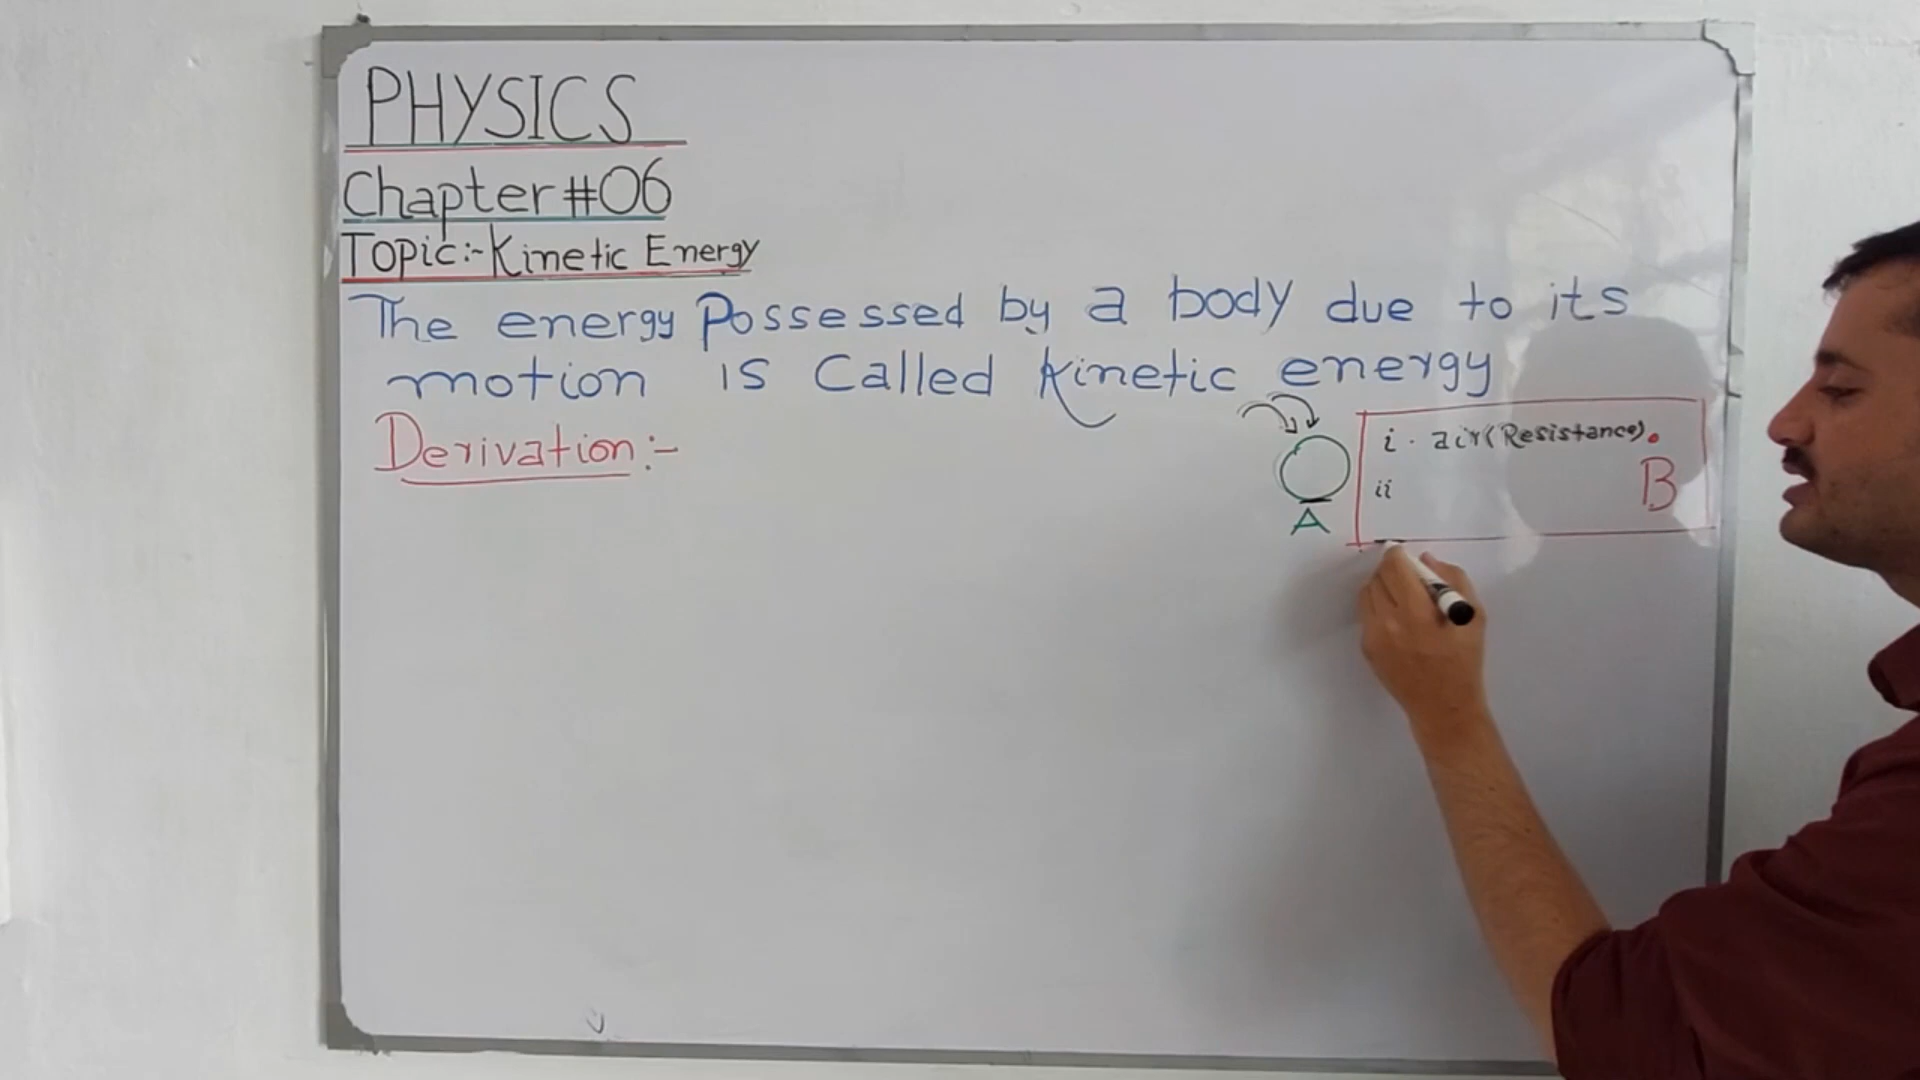 PHYSICS
Chapter #06
Topic:- Kinetic Energy
The energy Possessed by a body due to its
motion is Called kinetic energy
Derivation:-
i. air (Resistance).
ii
B
A